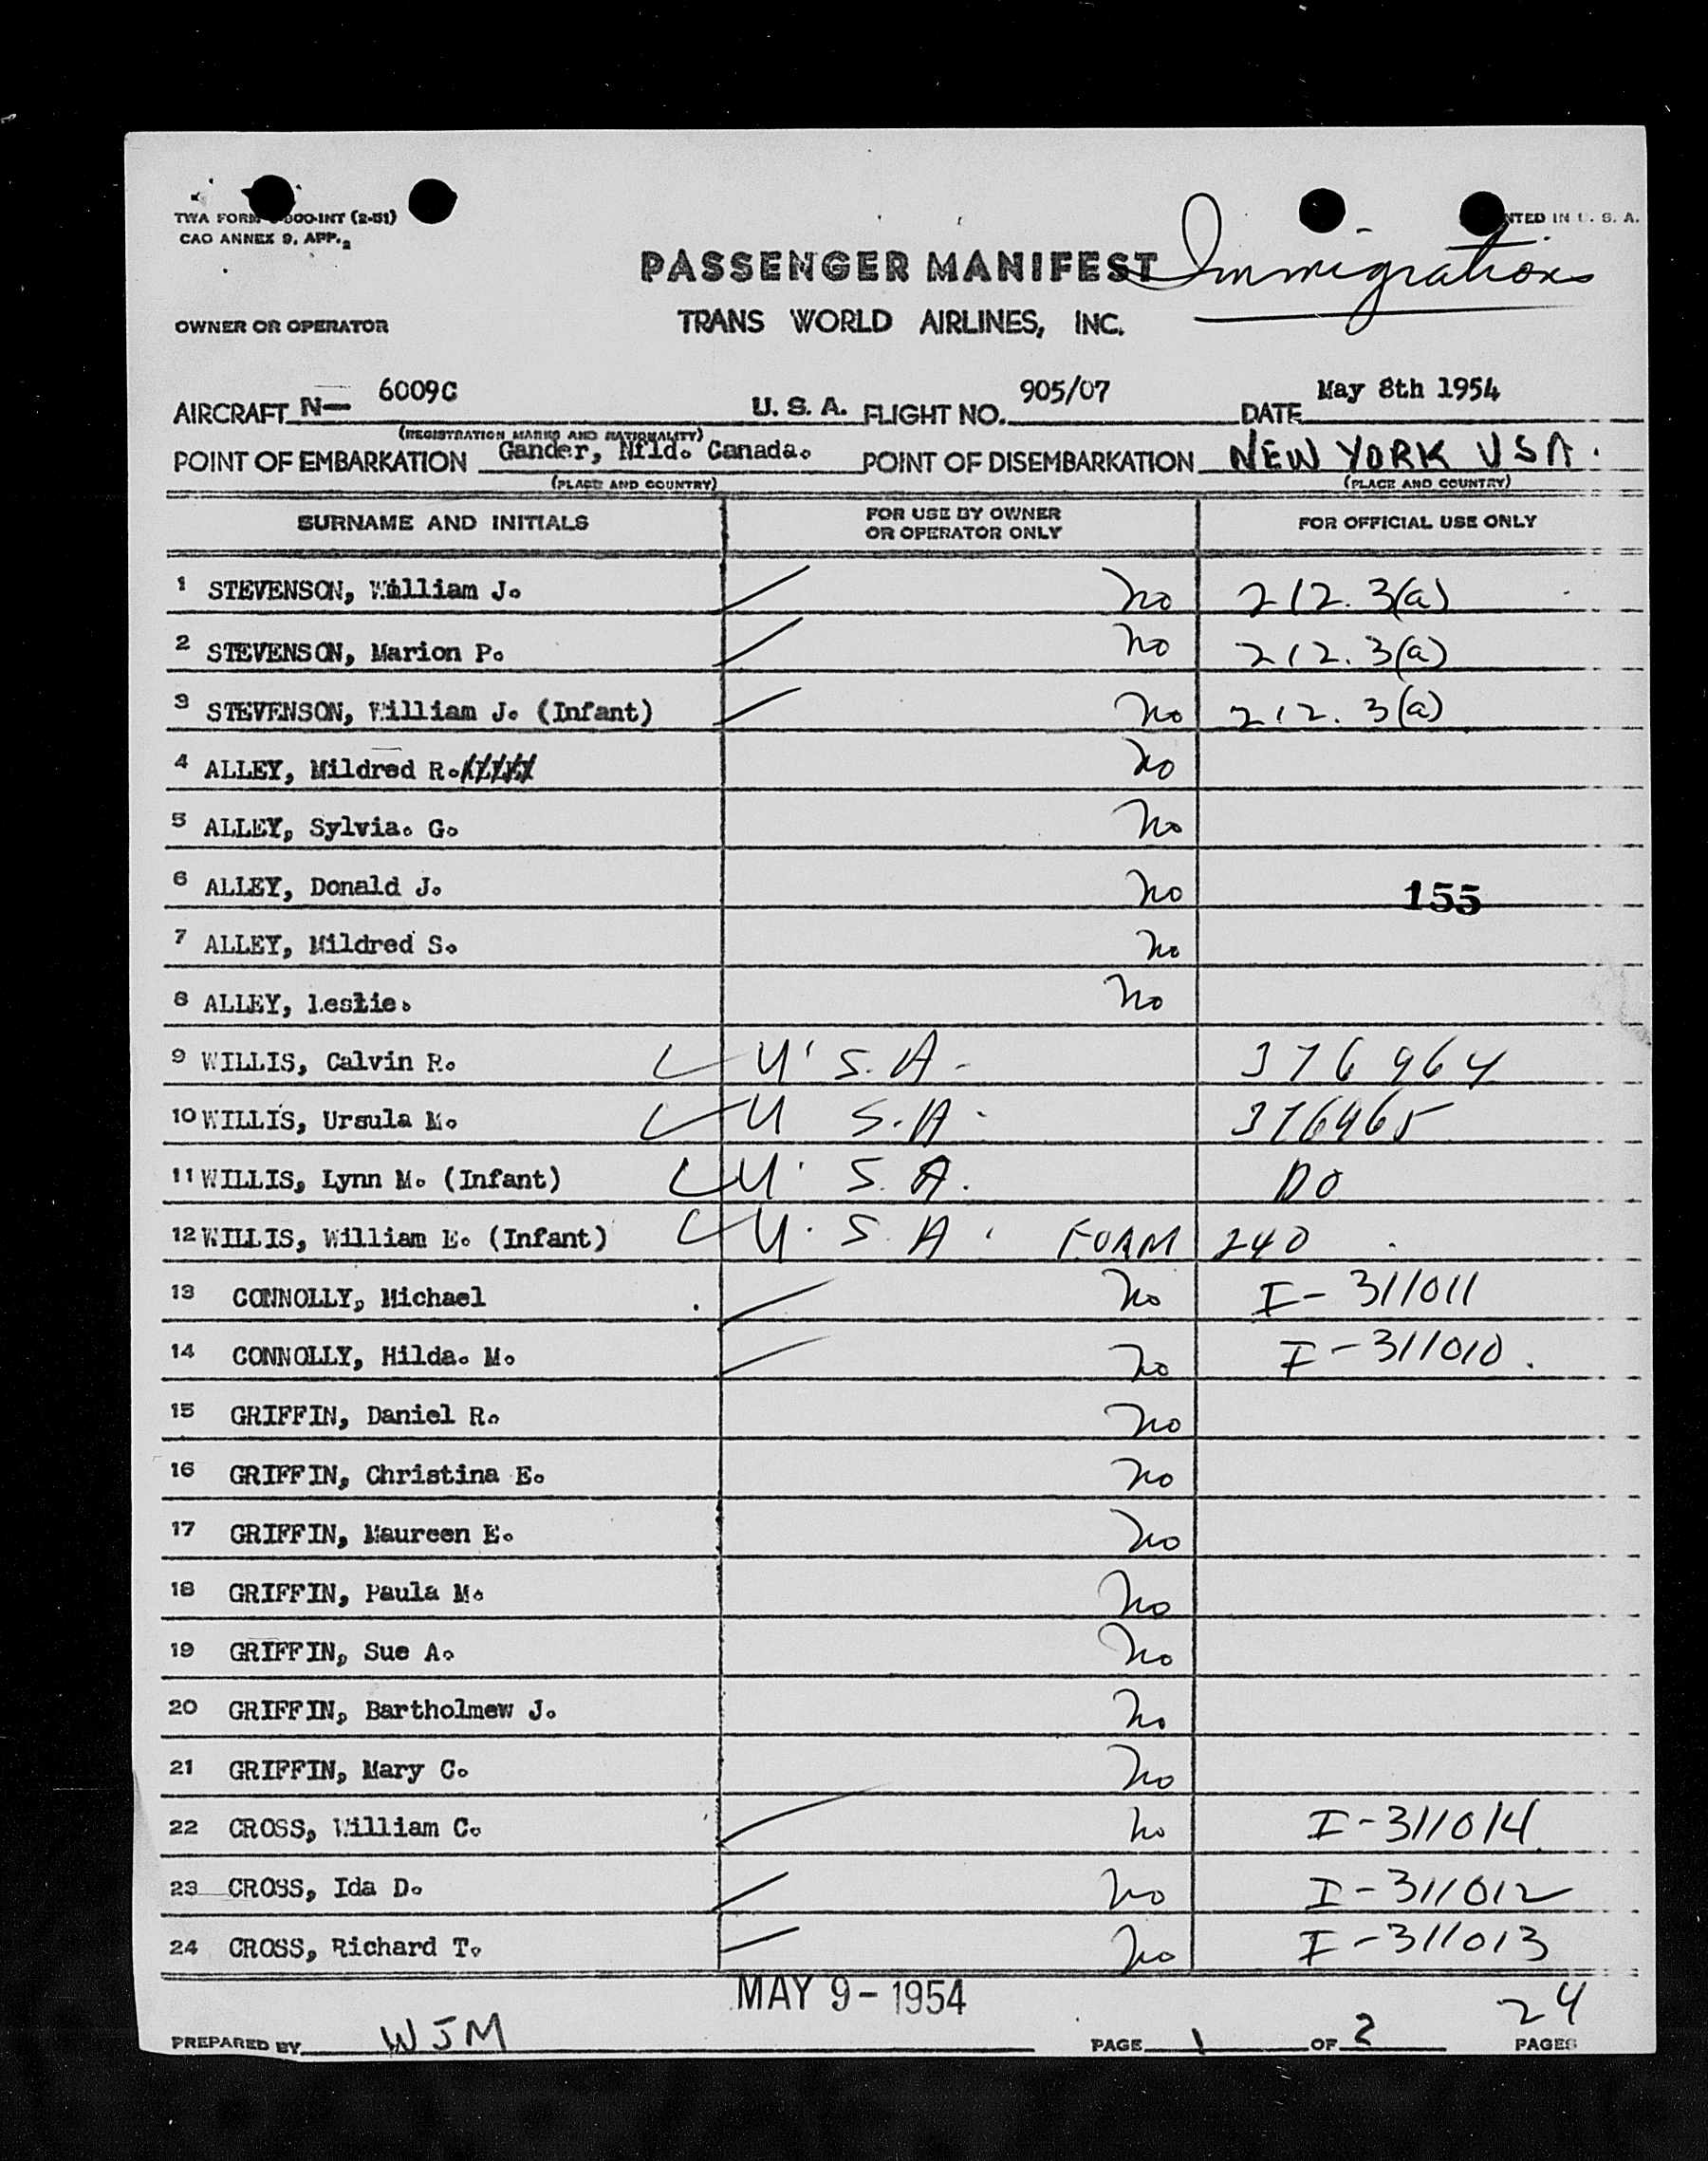 TWA FORM
CAO ANNEX 9, APP. 2
NTED IN U. S. A.
PASSENGER MANIFEST Immigration
OWNER OR OPERATOR TRANS WORLD AIRLINES, INC.
AIRCRAFT N— 6009C U. S. A. FLIGHT NO. 905/07 DATE May 8th 1954
(REGISTRATION MARKS AND NATIONALITY)
POINT OF EMBARKATION Gander, Nfld. Canada. POINT OF DISEMBARKATION NEW YORK USA.
(PLACE AND COUNTRY) (PLACE AND COUNTRY)
SURNAME AND INITIALS FOR USE BY OWNER OR OPERATOR ONLY FOR OFFICIAL USE ONLY
1 STEVENSON, William J. no 212.3(a)
2 STEVENSON, Marion P. no 212.3(a)
3 STEVENSON, William J. (Infant) no 212.3(a)
4 ALLEY, Mildred R. no
5 ALLEY, Sylvia. G. no
6 ALLEY, Donald J. no 155
7 ALLEY, Mildred S. no
8 ALLEY, Leslie. no
9 WILLIS, Calvin R. U.S.A. 376964
10 WILLIS, Ursula M. U S.A. 376965
11 WILLIS, Lynn M. (Infant) U.S.A. DO
12 WILLIS, William E. (Infant) U.S.A. FORM 240
13 CONNOLLY, Michael no I-311011
14 CONNOLLY, Hilda. M. no I-311010.
15 GRIFFIN, Daniel R. no
16 GRIFFIN, Christina E. no
17 GRIFFIN, Maureen E. no
18 GRIFFIN, Paula M. no
19 GRIFFIN, Sue A. no
20 GRIFFIN, Bartholmew J. no
21 GRIFFIN, Mary C. no
22 CROSS, William C. no I-311014
23 CROSS, Ida D. no I-311012
24 CROSS, Richard T. no I-311013
MAY 9 - 1954
24
PREPARED BY WJM PAGE 1 OF 2 PAGES